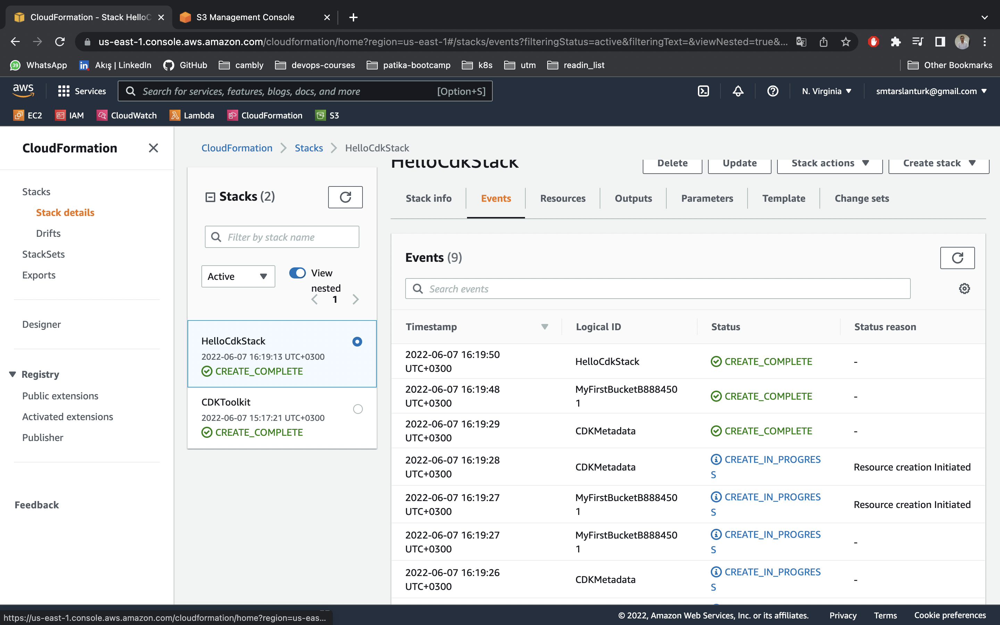 CloudFormation - Stack HelloC
S3 Management Console
us-east-1.console.aws.amazon.com/cloudformation/home?region=us-east-1#/stacks/events?filteringStatus=active&filteringText=&viewNested=true&...
39 WhatsApp
in Akış | LinkedIn
GitHub
cambly
devops-courses
patika-bootcamp
k8s
utm
readin_list
Other Bookmarks
aws
Services
Search for services, features, blogs, docs, and more [Option+S]
N. Virginia
smtarslanturk@gmail.com
EC2
IAM
CloudWatch
Lambda
CloudFormation
S3
CloudFormation
Stacks
Stack details
Drifts
StackSets
Exports
Designer
Registry
Public extensions
Activated extensions
Publisher
Feedback
CloudFormation > Stacks > HelloCdkStack
Stacks (2)
Filter by stack name
Active
View
nested
1
HelloCdkStack
2022-06-07 16:19:13 UTC+0300
CREATE_COMPLETE
CDKToolkit
2022-06-07 15:17:21 UTC+0300
CREATE_COMPLETE
HelloCdkStack
Delete
Update
Stack actions
Create stack
Stack info
Events
Resources
Outputs
Parameters
Template
Change sets
Events (9)
Search events
Timestamp Logical ID Status Status reason
2022-06-07 16:19:50
UTC+0300
HelloCdkStack
CREATE_COMPLETE
-
2022-06-07 16:19:48
UTC+0300
MyFirstBucketB888450
1
CREATE_COMPLETE
-
2022-06-07 16:19:29
UTC+0300
CDKMetadata
CREATE_COMPLETE
-
2022-06-07 16:19:28
UTC+0300
CDKMetadata
CREATE_IN_PROGRES
S
Resource creation Initiated
2022-06-07 16:19:27
UTC+0300
MyFirstBucketB888450
1
CREATE_IN_PROGRES
S
Resource creation Initiated
2022-06-07 16:19:27
UTC+0300
MyFirstBucketB888450
1
CREATE_IN_PROGRES
S
-
2022-06-07 16:19:26
UTC+0300
CDKMetadata
CREATE_IN_PROGRES
S
-
https://us-east-1.console.aws.amazon.com/cloudformation/home?region=us-eas...
© 2022, Amazon Web Services, Inc. or its affiliates.
Privacy
Terms
Cookie preferences